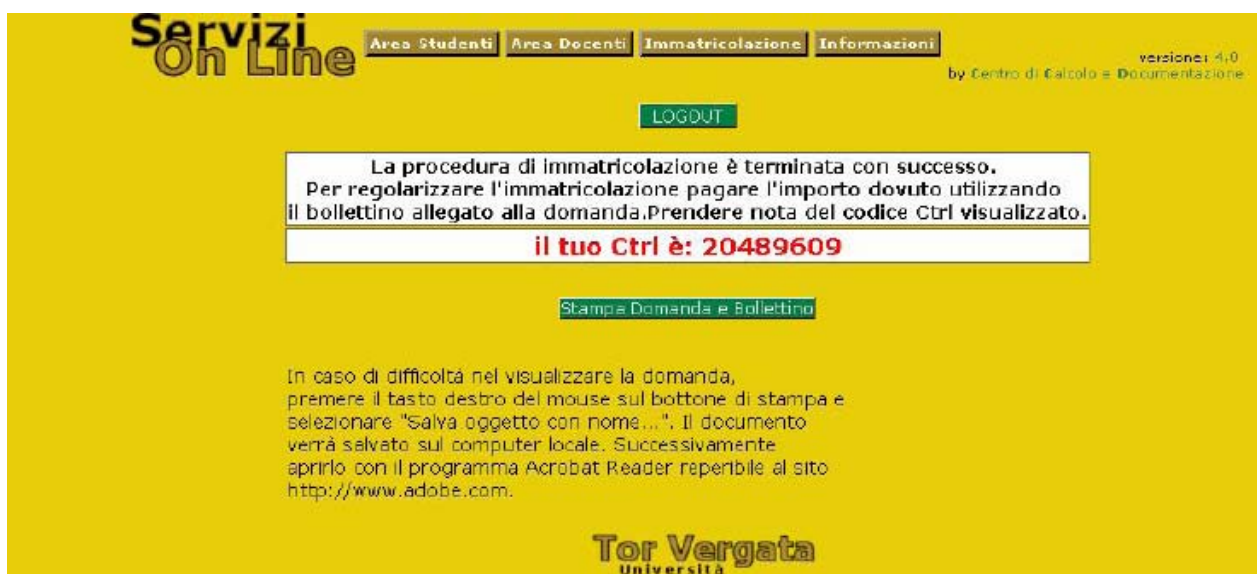 Servizi
On Line
Area Studenti Area Docenti Immatricolazione Informazioni
versione: 4.0
by Centro di Calcolo e Documentazione
LOGOUT
La procedura di immatricolazione è terminata con successo.
Per regolarizzare l'immatricolazione pagare l'importo dovuto utilizzando
il bollettino allegato alla domanda.Prendere nota del codice Ctrl visualizzato.
il tuo Ctrl è: 20489609
Stampa Domanda e Bollettino
In caso di difficoltà nel visualizzare la domanda,
premere il tasto destro del mouse sul bottone di stampa e
selezionare "Salva oggetto con nome...". Il documento
verrà salvato sul computer locale. Successivamente
aprirlo con il programma Acrobat Reader reperibile al sito
http://www.adobe.com.
Tor Vergata
Università